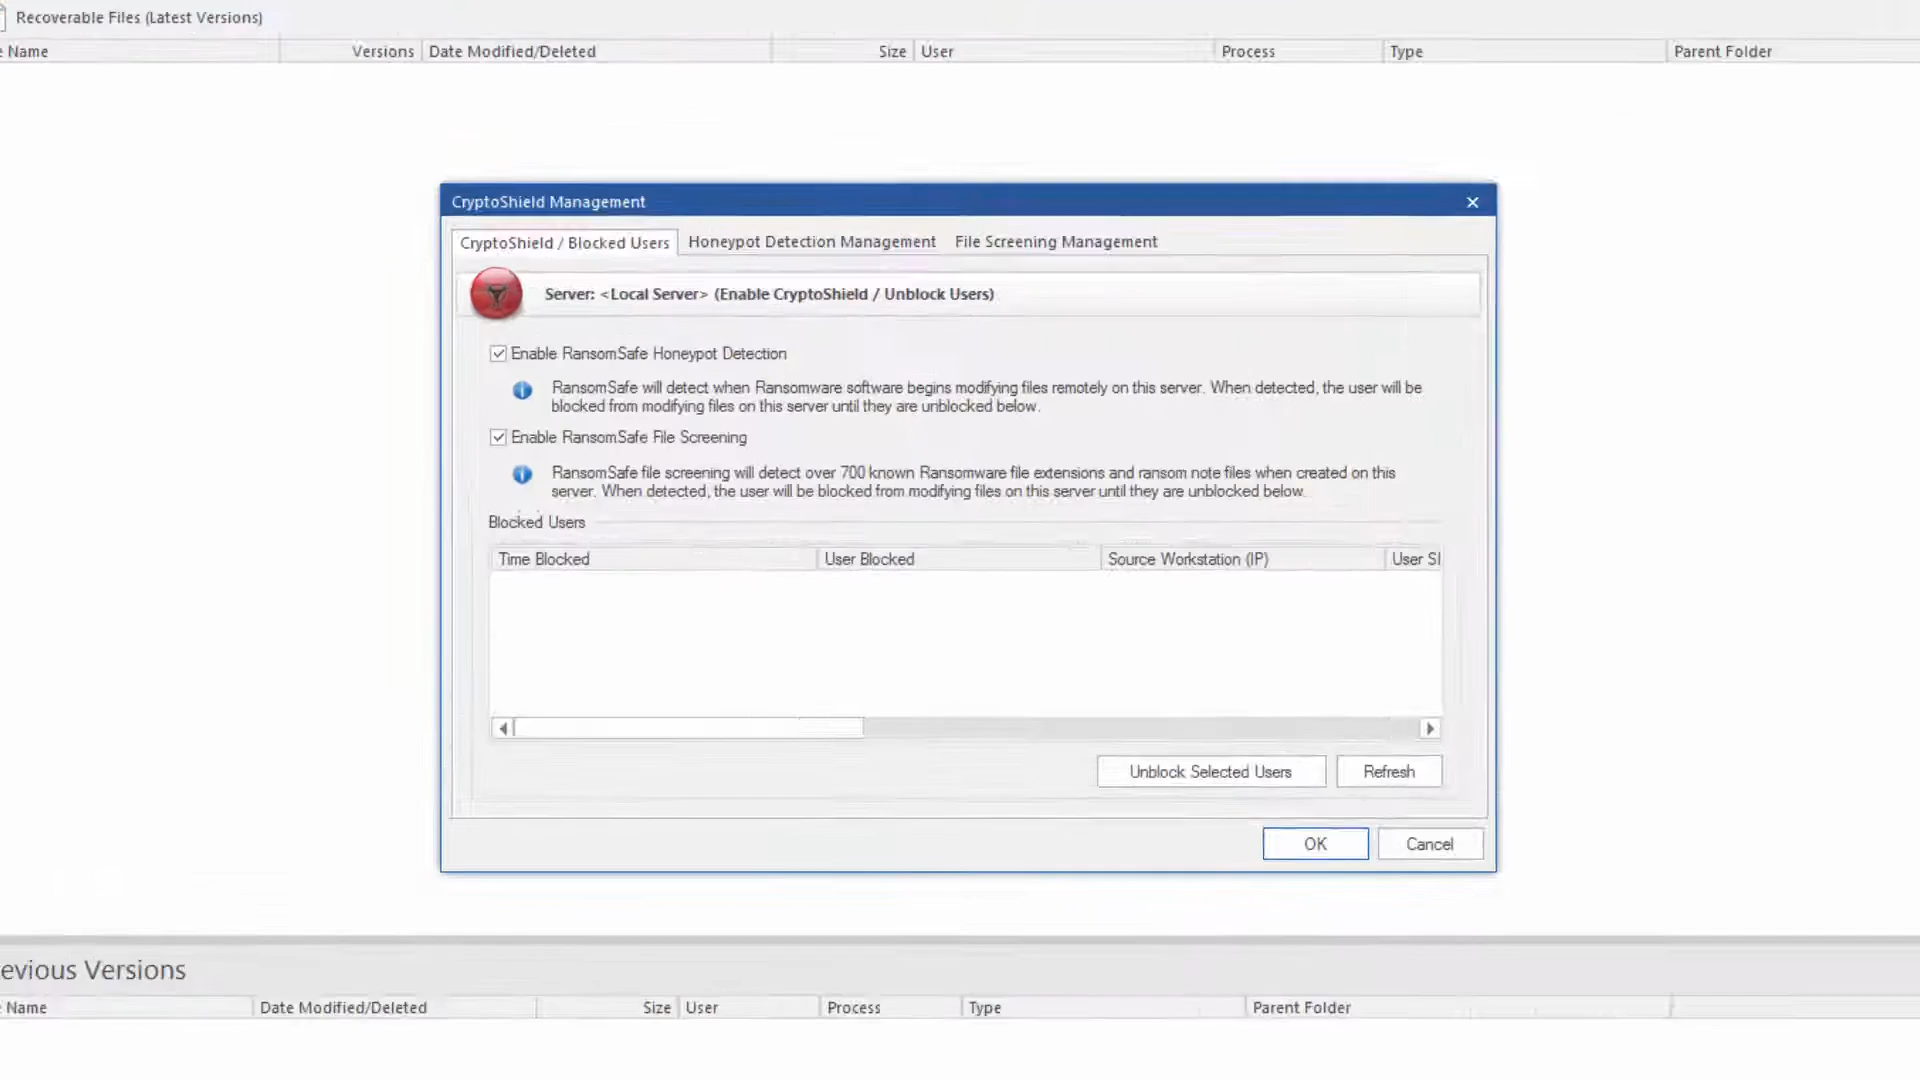 Recoverable Files (Latest Versions)
Name Versions Date Modified/Deleted Size User Process Type Parent Folder
CryptoShield Management
CryptoShield / Blocked Users Honeypot Detection Management File Screening Management
Server: <Local Server> (Enable CryptoShield / Unblock Users)
Enable RansomSafe Honeypot Detection
RansomSafe will detect when Ransomware software begins modifying files remotely on this server. When detected, the user will be
blocked from modifying files on this server until they are unblocked below.
Enable RansomSafe File Screening
RansomSafe file screening will detect over 700 known Ransomware file extensions and ransom note files when created on this
server. When detected, the user will be blocked from modifying files on this server until they are unblocked below.
Blocked Users
Time Blocked User Blocked Source Workstation (IP) User SI
Unblock Selected Users Refresh
OK Cancel
evious Versions
Name Date Modified/Deleted Size User Process Type Parent Folder